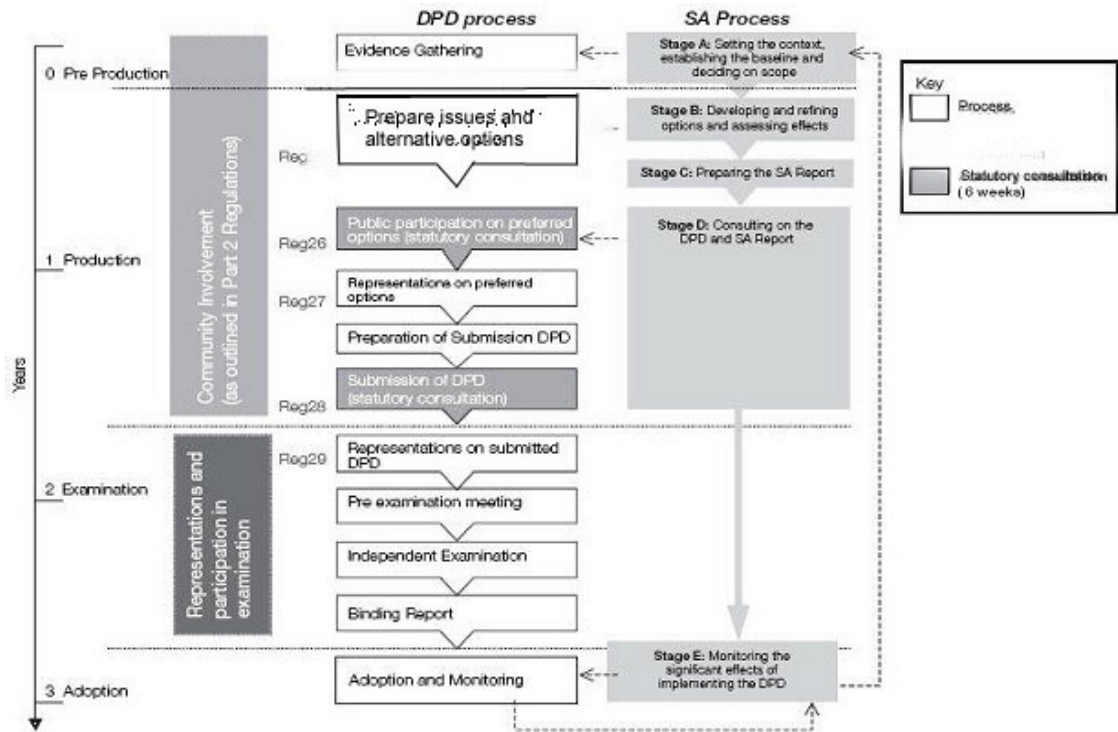 DPD process
SA Process
Evidence Gathering
Stage A: Setting the context,
establishing the baseline and
deciding on scope
0 Pre Production
Key
Process
Statutory consultation
( 6 weeks)
Prepare issues and
alternative options
Reg
Stage B: Developing and refining
options and assessing effects
Stage C: Preparing the SA Report
Community Involvement
(as outlined in Part 2 Regulations)
Public participation on preferred
options (statutory consultation)
Reg26
Stage D: Consulting on the
DPD and SA Report
1 Production
Representations on preferred
options
Reg27
Preparation of Submission DPD
Years
Submission of DPD
(statutory consultation)
Reg28
Representations on submitted
DPD
Reg29
2 Examination
Representations and
participation in
examination
Pre examination meeting
Independent Examination
Binding Report
Stage E: Monitoring the
significant effects of
implementing the DPD
Adoption and Monitoring
3 Adoption